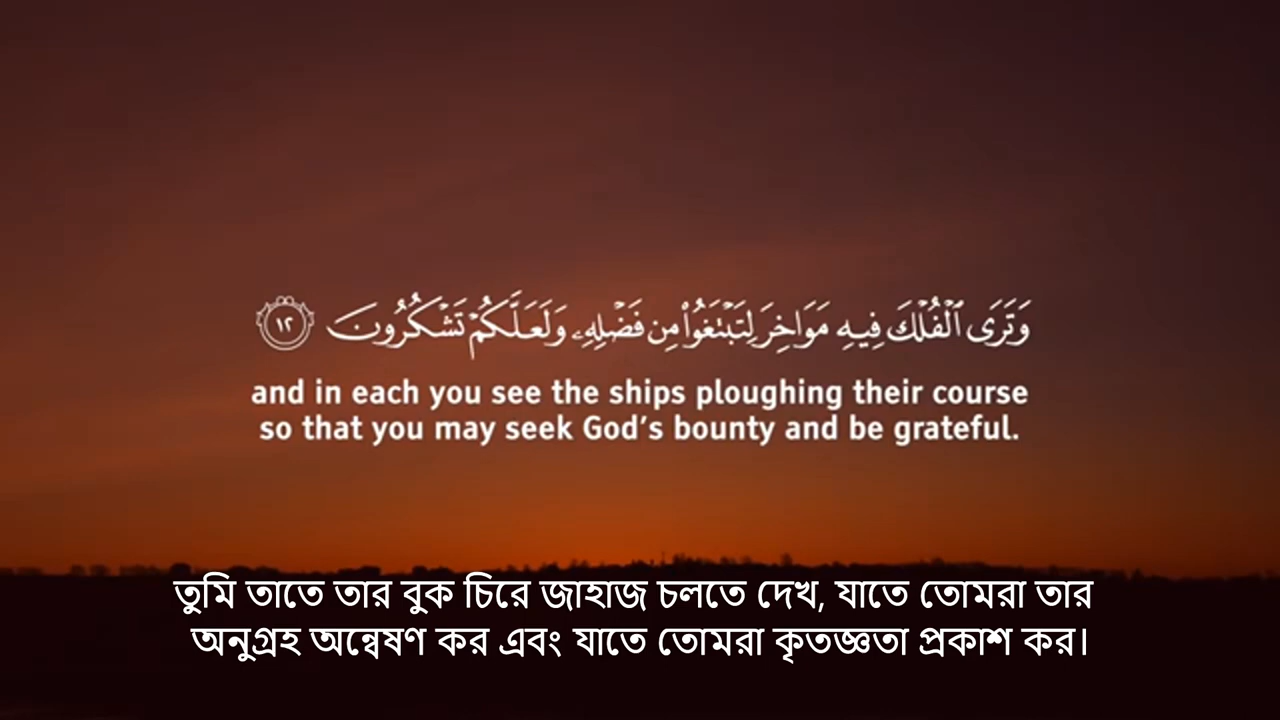 وَتَرَى ٱلْفُلْكَ فِيهِ مَوَاخِرَ لِتَبْتَغُوا۟ مِن فَضْلِهِۦ وَلَعَلَّكُمْ تَشْكُرُونَ ١٢
and in each you see the ships ploughing their course
so that you may seek God's bounty and be grateful.
তুমি তাতে তার বুক চিরে জাহাজ চলতে দেখ, যাতে তোমরা তার
অনুগ্রহ অন্বেষণ কর এবং যাতে তোমরা কৃতজ্ঞতা প্রকাশ কর।